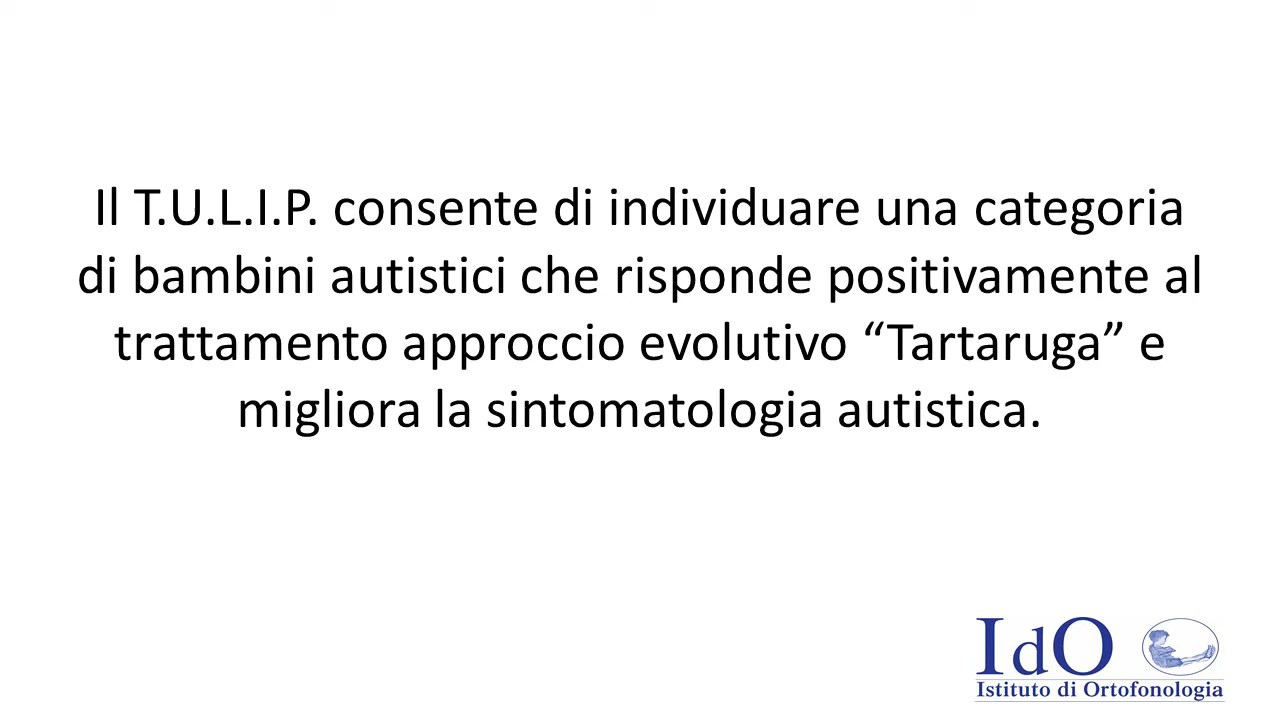 Il T.U.L.I.P. consente di individuare una categoria
di bambini autistici che risponde positivamente al
trattamento approccio evolutivo “Tartaruga” e
migliora la sintomatologia autistica.
IdO
Istituto di Ortofonologia